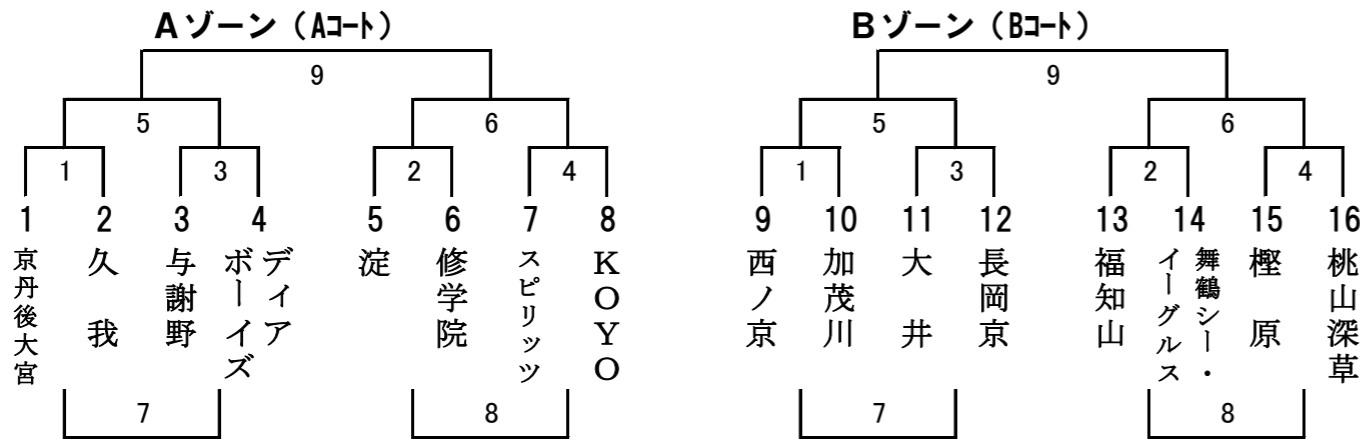 Aゾーン(Aコート)
Bゾーン(Bコート)
9
9
5
6
5
6
1
3
2
4
1
3
2
4
1
2
3
4
5
6
7
8
9
10
11
12
13
14
15
16
京丹後大宮
久我
与謝野
ディア
ボーイズ
淀
修学院
スピリッツ
KOYO
西ノ京
加茂川
大井
長岡京
福知山
舞鶴シー・
イーグルス
樫原
桃山深草
7
8
7
8